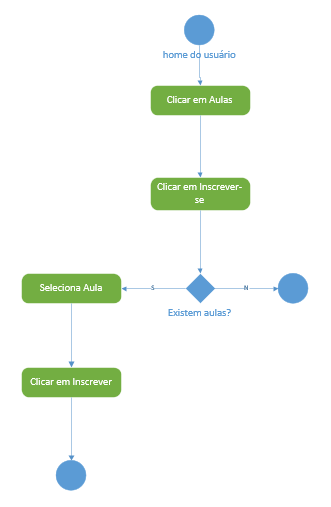 home do usuário
Clicar em Aulas
Clicar em Inscrever-
se
Seleciona Aula
S
N
Existem aulas?
Clicar em Inscrever